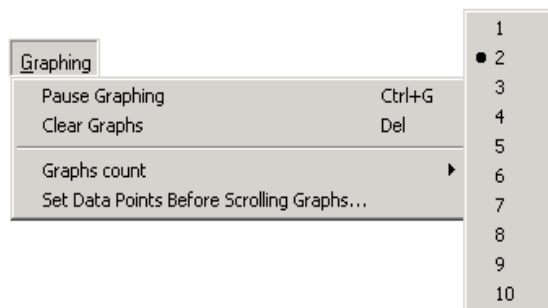 Graphing
Pause Graphing Ctrl+G
Clear Graphs Del
Graphs count
Set Data Points Before Scrolling Graphs...
1
2
3
4
5
6
7
8
9
10